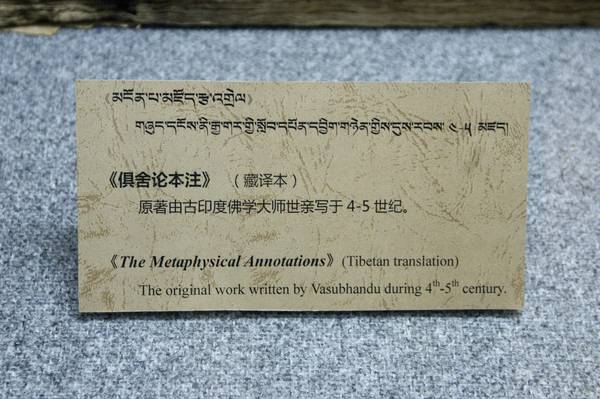 《མངོན་པ་མཛོད་རྩ་འགྲེལ》
གཞུང་དངོས་ནི་རྒྱ་གར་གྱི་སློབ་དཔོན་དབྱིག་གཉེན་གྱིས་དུས་རབས་ ༤-༥ མཛད།
《俱舍论本注》 （藏译本）
原著由古印度佛学大师世亲写于 4-5 世纪。
《The Metaphysical Annotations》 (Tibetan translation)
The original work written by Vasubhandu during 4th-5th century.